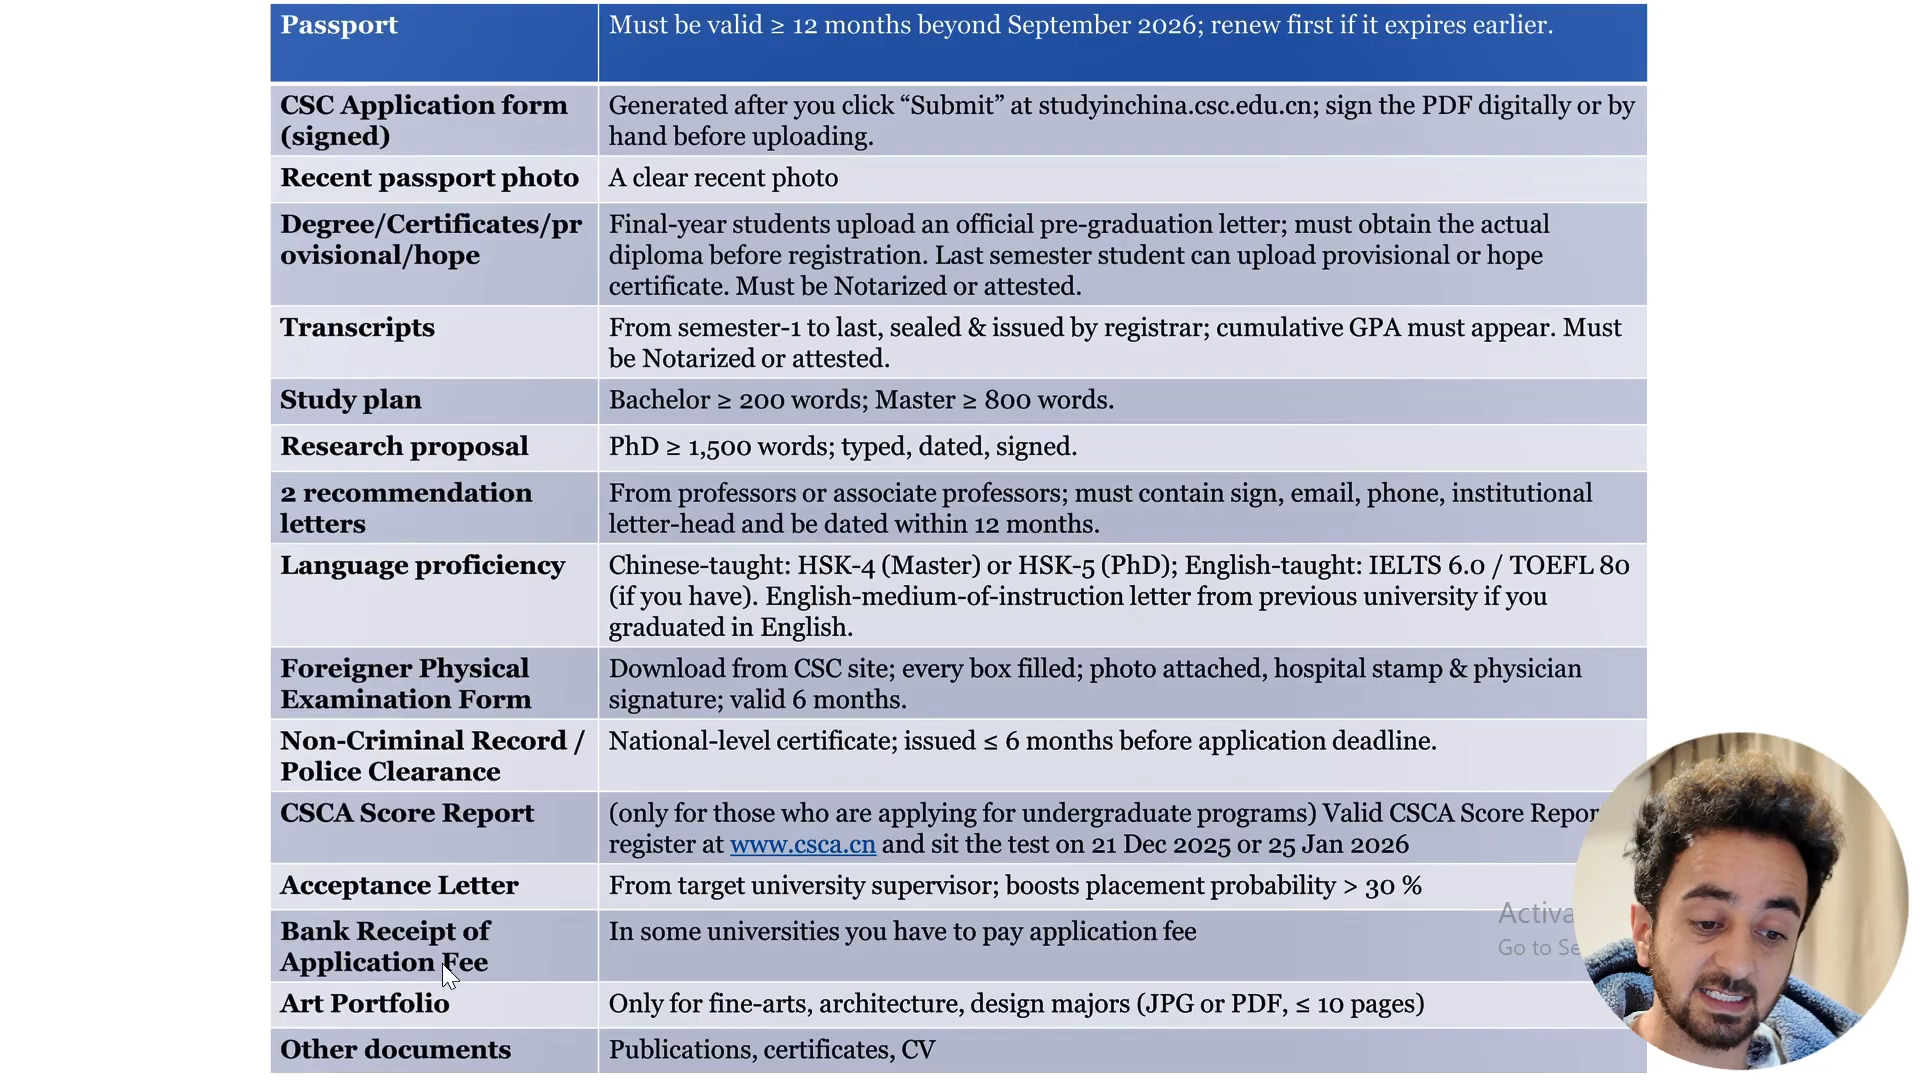 Passport
Must be valid ≥ 12 months beyond September 2026; renew first if it expires earlier.
CSC Application form
(signed)
Generated after you click “Submit” at studyinchina.csc.edu.cn; sign the PDF digitally or by
hand before uploading.
Recent passport photo
A clear recent photo
Degree/Certificates/pr
ovisional/hope
Final-year students upload an official pre-graduation letter; must obtain the actual
diploma before registration. Last semester student can upload provisional or hope
certificate. Must be Notarized or attested.
Transcripts
From semester-1 to last, sealed & issued by registrar; cumulative GPA must appear. Must
be Notarized or attested.
Study plan
Bachelor ≥ 200 words; Master ≥ 800 words.
Research proposal
PhD ≥ 1,500 words; typed, dated, signed.
2 recommendation
letters
From professors or associate professors; must contain sign, email, phone, institutional
letter-head and be dated within 12 months.
Language proficiency
Chinese-taught: HSK-4 (Master) or HSK-5 (PhD); English-taught: IELTS 6.0 / TOEFL 80
(if you have). English-medium-of-instruction letter from previous university if you
graduated in English.
Foreigner Physical
Examination Form
Download from CSC site; every box filled; photo attached, hospital stamp & physician
signature; valid 6 months.
Non-Criminal Record /
Police Clearance
National-level certificate; issued ≤ 6 months before application deadline.
CSCA Score Report
(only for those who are applying for undergraduate programs) Valid CSCA Score Repor
register at www.csca.cn and sit the test on 21 Dec 2025 or 25 Jan 2026
Acceptance Letter
From target university supervisor; boosts placement probability > 30 %
Bank Receipt of
Application Fee
In some universities you have to pay application fee
Art Portfolio
Only for fine-arts, architecture, design majors (JPG or PDF, ≤ 10 pages)
Other documents
Publications, certificates, CV
Activa
Go to Se